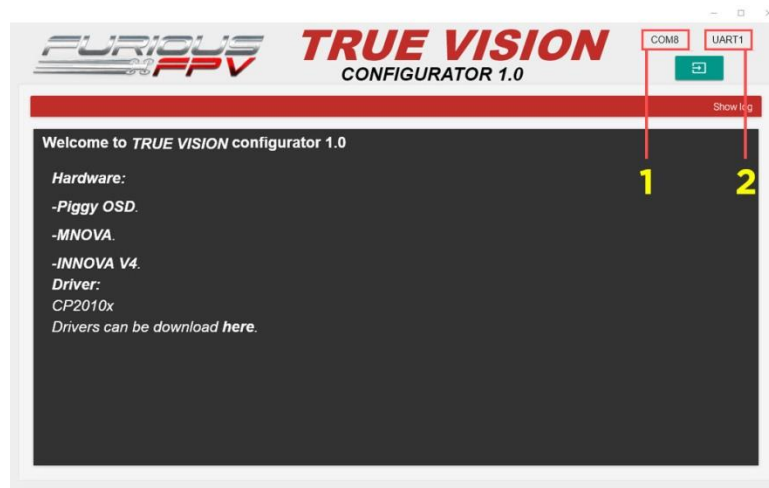 FURIOUS
FPV
TRUE VISION
CONFIGURATOR 1.0
COM8 UART1
Show log
Welcome to TRUE VISION configurator 1.0
Hardware:
-Piggy OSD.
-MNOVA.
-INNOVA V4.
Driver:
CP2010x
Drivers can be download here.
1 2